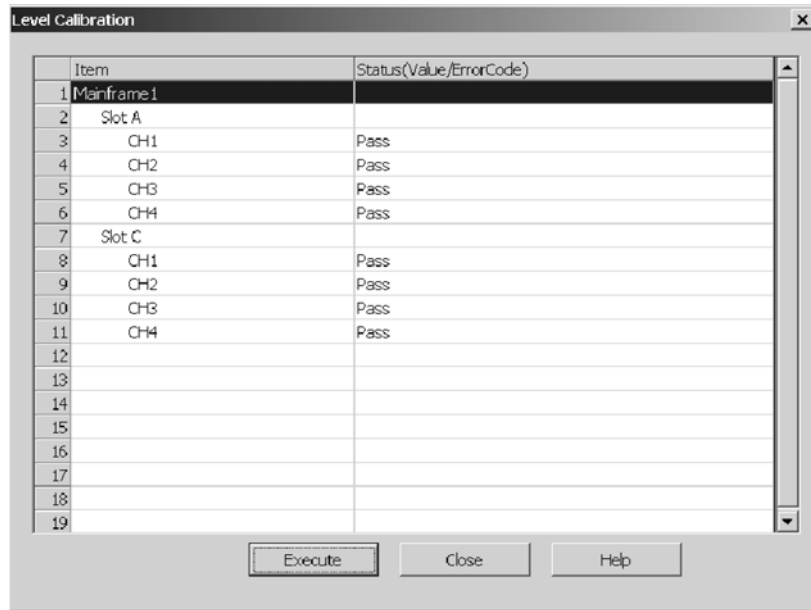 Level Calibration
Item Status(Value/ErrorCode)
1 Mainframe1
2 Slot A
3 CH1 Pass
4 CH2 Pass
5 CH3 Pass
6 CH4 Pass
7 Slot C
8 CH1 Pass
9 CH2 Pass
10 CH3 Pass
11 CH4 Pass
12
13
14
15
16
17
18
19
Execute Close Help